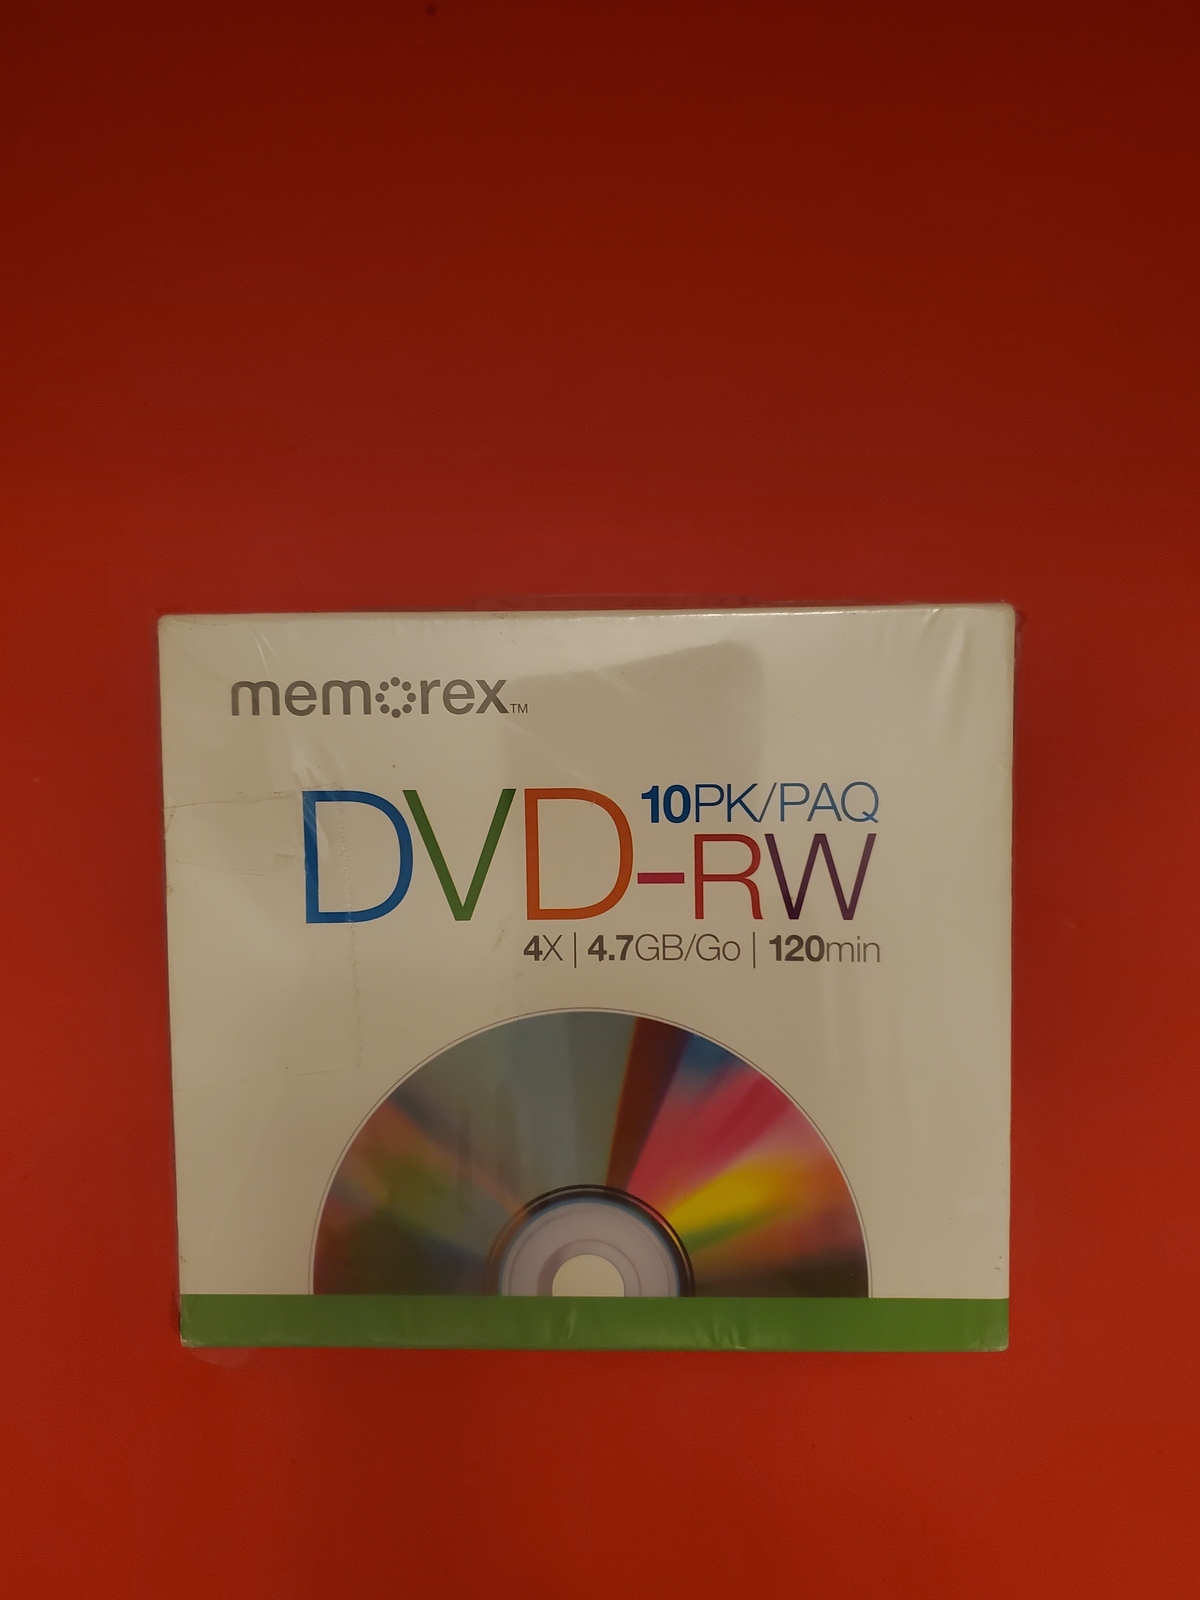 memorex™
10PK/PAQ
DVD-RW
4X | 4.7GB/Go | 120min